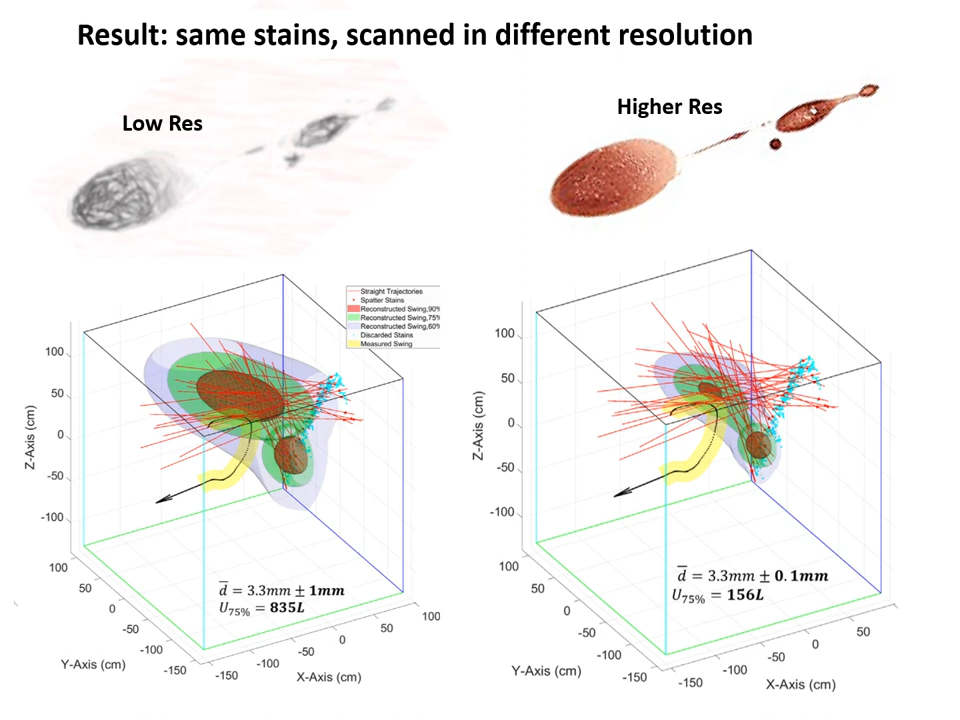 Result: same stains, scanned in different resolution
Low Res
Higher Res
Straight Trajectories
Spatter Stains
Reconstructed Swing,90%
Reconstructed Swing,75%
Reconstructed Swing,60%
Discarded Stains
Measured Swing
100
50
0
-50
-100
Z-Axis (cm)
100
50
0
-50
-100
-150
Y-Axis (cm)
-150
-100
-50
0
50
100
X-Axis (cm)
d̅ = 3.3mm ± 1mm
U75% = 835L
100
50
0
-50
-100
Z-Axis (cm)
100
50
0
-50
-100
-150
Y-Axis (cm)
-150
-100
-50
0
50
X-Axis (cm)
d̅ = 3.3mm ± 0.1mm
U75% = 156L